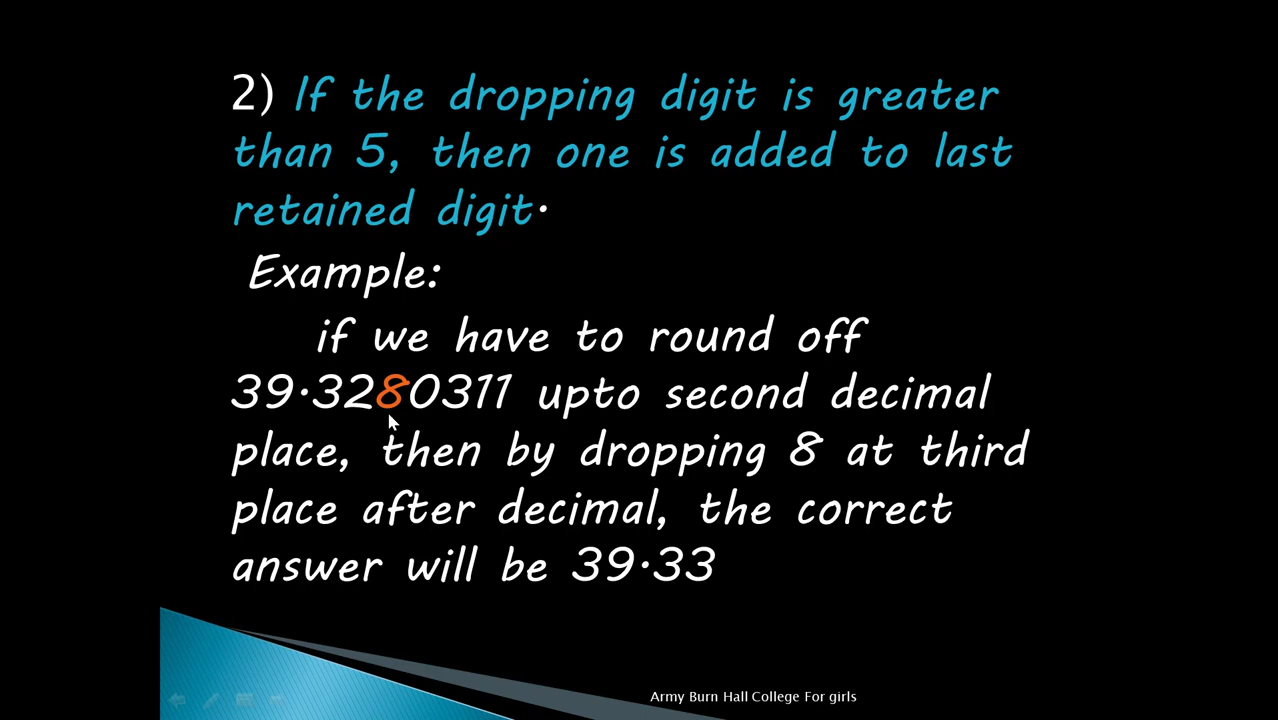 2) If the dropping digit is greater
than 5, then one is added to last
retained digit.
Example:
if we have to round off
39.3280311 upto second decimal
place, then by dropping 8 at third
place after decimal, the correct
answer will be 39.33
Army Burn Hall College For girls